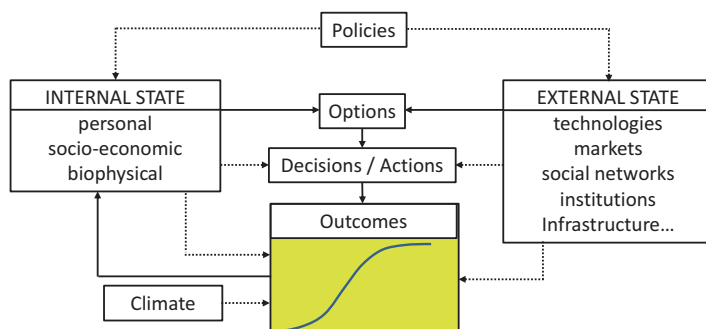 Policies
INTERNAL STATE
personal
socio-economic
biophysical
Options
Decisions / Actions
EXTERNAL STATE
technologies
markets
social networks
institutions
Infrastructure...
Outcomes
Climate